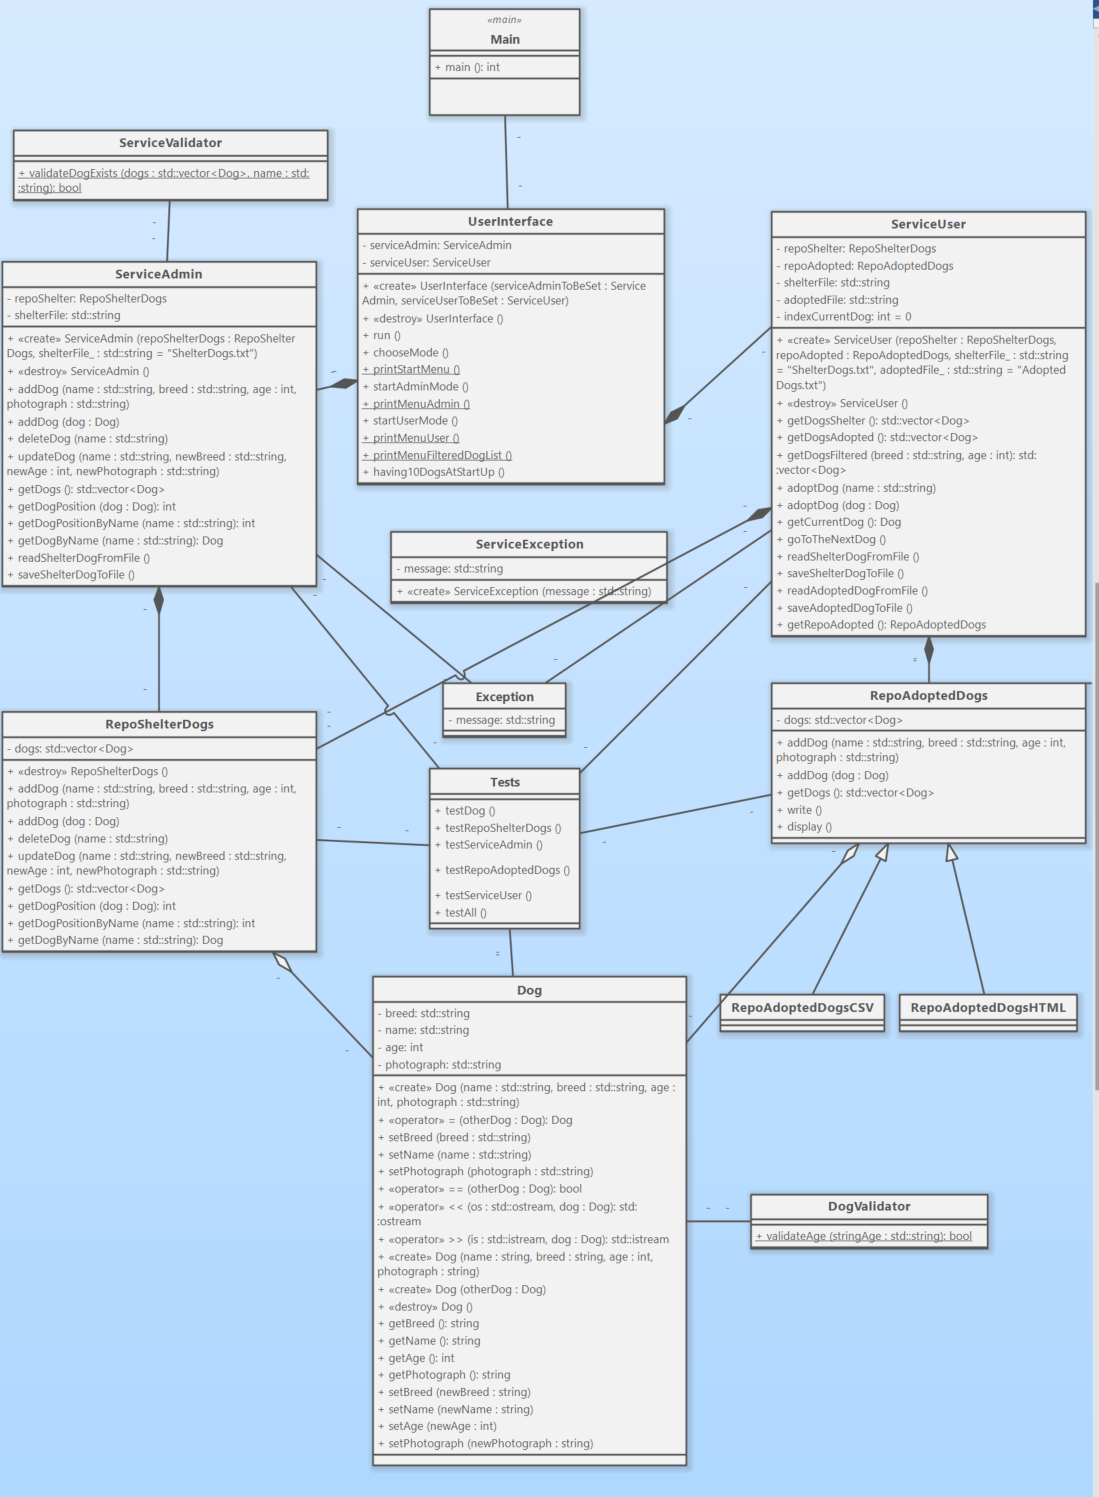 «main»
Main
+ main (): int
ServiceValidator
+ validateDogExists (dogs : std::vector<Dog>, name : std:
:string): bool
UserInterface
- serviceAdmin: ServiceAdmin
- serviceUser: ServiceUser
+ «create» UserInterface (serviceAdminToBeSet : Service
Admin, serviceUserToBeSet : ServiceUser)
+ «destroy» UserInterface ()
+ run ()
+ chooseMode ()
+ printStartMenu ()
+ startAdminMode ()
+ printMenuAdmin ()
+ startUserMode ()
+ printMenuUser ()
+ printMenuFilteredDogList ()
+ having10DogsAtStartUp ()
ServiceUser
- repoShelter: RepoShelterDogs
- repoAdopted: RepoAdoptedDogs
- shelterFile: std::string
- adoptedFile: std::string
- indexCurrentDog: int = 0
+ «create» ServiceUser (repoShelter : RepoShelterDogs,
repoAdopted : RepoAdoptedDogs, shelterFile_ : std::string
= "ShelterDogs.txt", adoptedFile_ : std::string = "Adopted
Dogs.txt")
+ «destroy» ServiceUser ()
+ getDogsShelter (): std::vector<Dog>
+ getDogsAdopted (): std::vector<Dog>
+ getDogsFiltered (breed : std::string, age : int): std:
:vector<Dog>
+ adoptDog (name : std::string)
+ adoptDog (dog : Dog)
+ getCurrentDog (): Dog
+ goToTheNextDog ()
+ readShelterDogFromFile ()
+ saveShelterDogToFile ()
+ readAdoptedDogFromFile ()
+ saveAdoptedDogToFile ()
+ getRepoAdopted (): RepoAdoptedDogs
ServiceAdmin
- repoShelter: RepoShelterDogs
- shelterFile: std::string
+ «create» ServiceAdmin (repoShelterDogs : RepoShelter
Dogs, shelterFile_ : std::string = "ShelterDogs.txt")
+ «destroy» ServiceAdmin ()
+ addDog (name : std::string, breed : std::string, age : int,
photograph : std::string)
+ addDog (dog : Dog)
+ deleteDog (name : std::string)
+ updateDog (name : std::string, newBreed : std::string,
newAge : int, newPhotograph : std::string)
+ getDogs (): std::vector<Dog>
+ getDogPosition (dog : Dog): int
+ getDogPositionByName (name : std::string): int
+ getDogByName (name : std::string): Dog
+ readShelterDogFromFile ()
+ saveShelterDogToFile ()
ServiceException
- message: std::string
+ «create» ServiceException (message : std::string)
Exception
- message: std::string
RepoShelterDogs
- dogs: std::vector<Dog>
+ «destroy» RepoShelterDogs ()
+ addDog (name : std::string, breed : std::string, age : int,
photograph : std::string)
+ addDog (dog : Dog)
+ deleteDog (name : std::string)
+ updateDog (name : std::string, newBreed : std::string,
newAge : int, newPhotograph : std::string)
+ getDogs (): std::vector<Dog>
+ getDogPosition (dog : Dog): int
+ getDogPositionByName (name : std::string): int
+ getDogByName (name : std::string): Dog
Tests
+ testDog ()
+ testRepoShelterDogs ()
+ testServiceAdmin ()
+ testRepoAdoptedDogs ()
+ testServiceUser ()
+ testAll ()
RepoAdoptedDogs
- dogs: std::vector<Dog>
+ addDog (name : std::string, breed : std::string, age : int,
photograph : std::string)
+ addDog (dog : Dog)
+ getDogs (): std::vector<Dog>
+ write ()
+ display ()
RepoAdoptedDogsCSV
RepoAdoptedDogsHTML
Dog
- breed: std::string
- name: std::string
- age: int
- photograph: std::string
+ «create» Dog (name : std::string, breed : std::string, age :
int, photograph : std::string)
+ «operator» = (otherDog : Dog): Dog
+ setBreed (breed : std::string)
+ setName (name : std::string)
+ setPhotograph (photograph : std::string)
+ «operator» == (otherDog : Dog): bool
+ «operator» << (os : std::ostream, dog : Dog): std:
:ostream
+ «operator» >> (is : std::istream, dog : Dog): std::istream
+ «create» Dog (name : string, breed : string, age : int,
photograph : string)
+ «create» Dog (otherDog : Dog)
+ «destroy» Dog ()
+ getBreed (): string
+ getName (): string
+ getAge (): int
+ getPhotograph (): string
+ setBreed (newBreed : string)
+ setName (newName : string)
+ setAge (newAge : int)
+ setPhotograph (newPhotograph : string)
DogValidator
+ validateAge (stringAge : std::string): bool